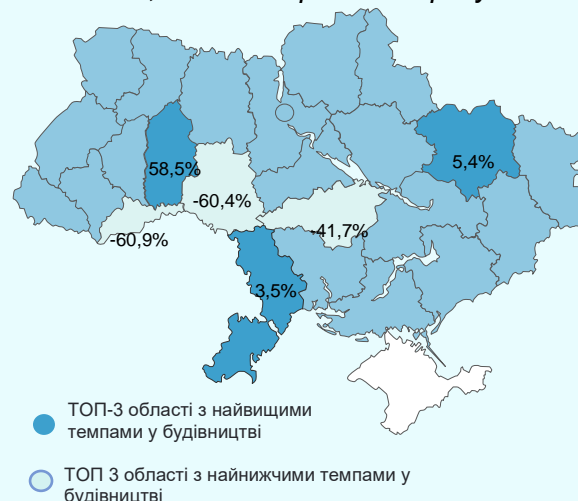 58,5%
5,4%
-60,4%
-41,7%
-60,9%
3,5%
ТОП-3 області з найвищими
темпами у будівництві
ТОП 3 області з найнижчими темпами у
будівництві